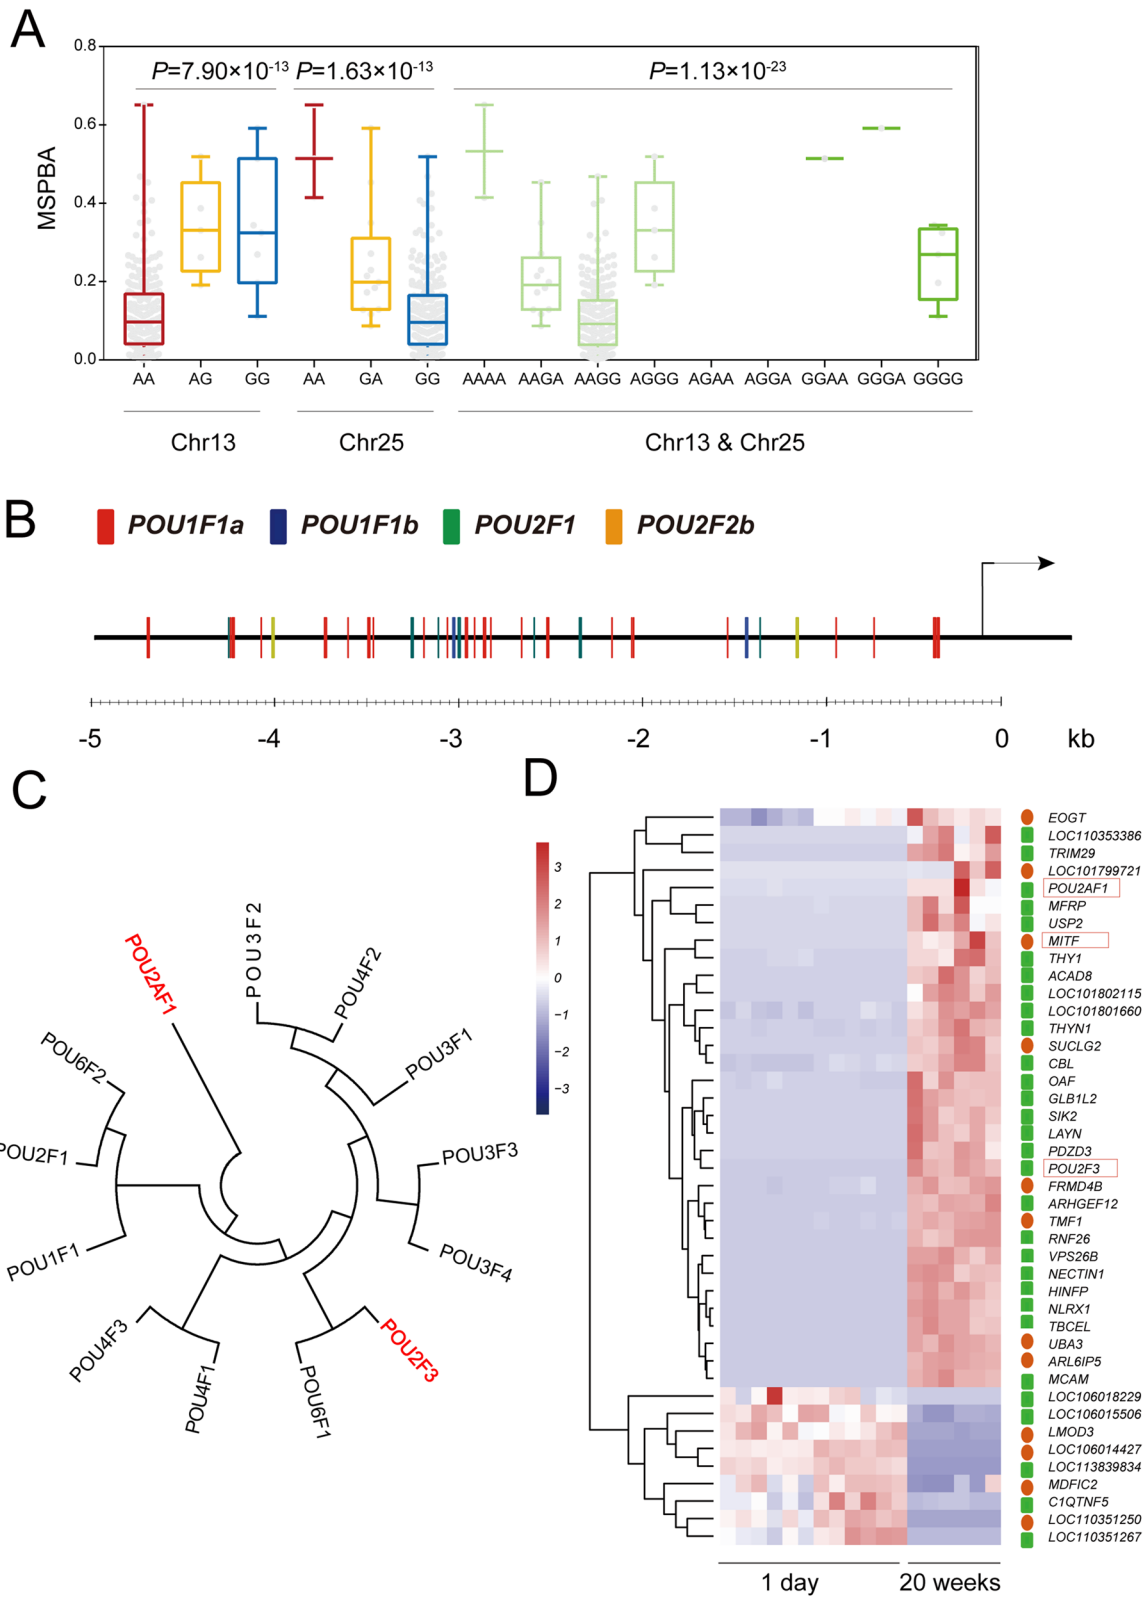 A
0.8
0.6
0.4
0.2
0.0
MSPBA
P=7.90×10-13 P=1.63×10-13 P=1.13×10-23
AA AG GG AA GA GG AAAA AAGA AAGG AGGG AGAA AGGA GGAA GGGA GGGG
Chr13 Chr25 Chr13 & Chr25
B
POU1F1a POU1F1b POU2F1 POU2F2b
-5 -4 -3 -2 -1 0 kb
C
POU2AF1
POU3F2
POU4F2
POU3F1
POU3F3
POU3F4
POU2F3
POU6F1
POU4F1
POU4F3
POU1F1
POU2F1
POU6F2
D
3
2
1
0
−1
−2
−3
EOGT
LOC110353386
TRIM29
LOC101799721
POU2AF1
MFRP
USP2
MITF
THY1
ACAD8
LOC101802115
LOC101801660
THYN1
SUCLG2
CBL
OAF
GLB1L2
SIK2
LAYN
PDZD3
POU2F3
FRMD4B
ARHGEF12
TMF1
RNF26
VPS26B
NECTIN1
HINFP
NLRX1
TBCEL
UBA3
ARL6IP5
MCAM
LOC106018229
LOC106015506
LMOD3
LOC106014427
LOC113839834
MDFIC2
C1QTNF5
LOC110351250
LOC110351267
1 day 20 weeks